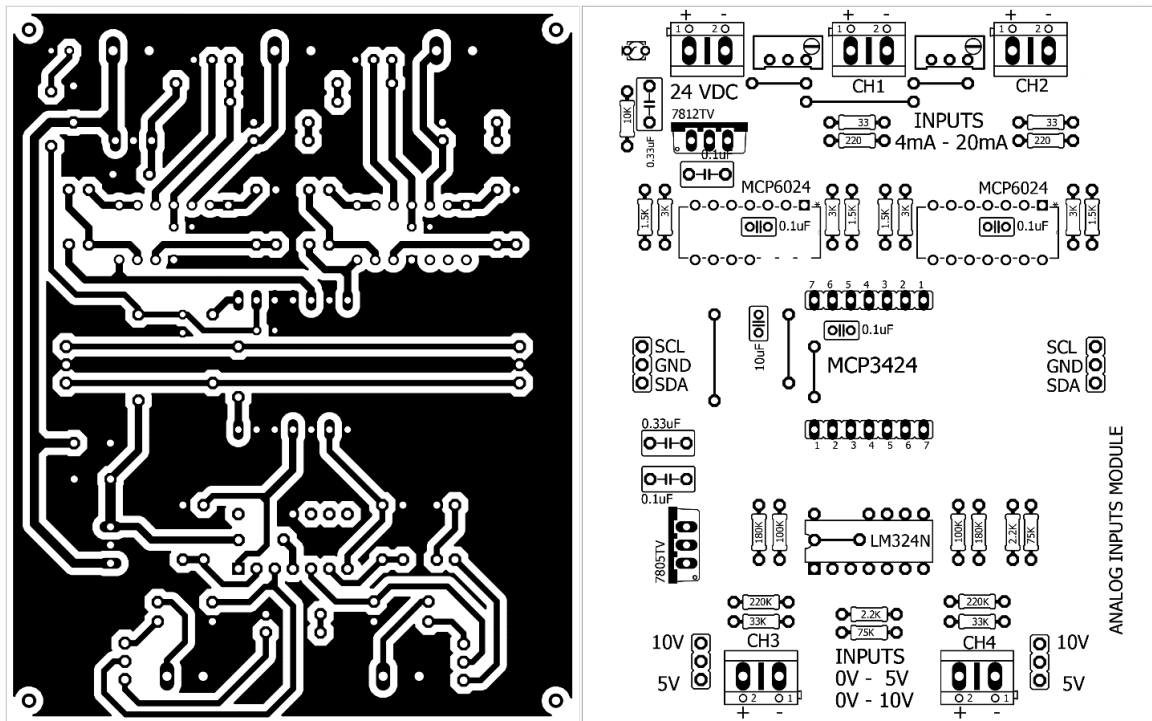 + - + - + -
1 2 1 2 1 2
24 VDC CH1 CH2
10K
0.33uF
7812TV
0.1uF
INPUTS
4mA - 20mA
33
220
33
220
MCP6024
MCP6024
1.5K
3K
0.1uF
*
3K
1.5K
1.5K
3K
0.1uF
*
3K
1.5K
7 6 5 4 3 2 1
10uF
0.1uF
MCP3424
SCL
GND
SDA
SCL
GND
SDA
1 2 3 4 5 6 7
0.33uF
0.1uF
7805TV
180K
100K
LM324N
100K
180K
2.2K
75K
ANALOG INPUTS MODULE
220K
33K
CH3
2.2K
75K
220K
33K
CH4
10V
5V
INPUTS
0V - 5V
0V - 10V
10V
5V
2 1 2 1
+ - + -